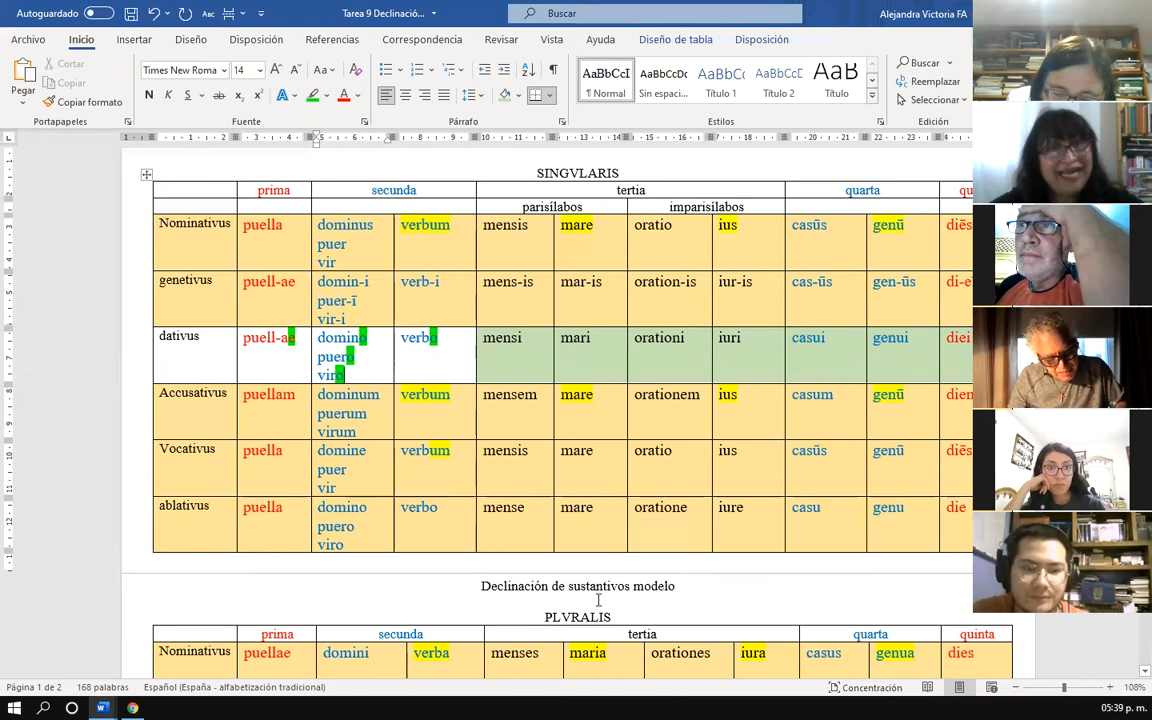 Autoguardado
Tarea 9 Declinació...
Buscar
Alejandra Victoria FA
Archivo Inicio Insertar Diseño Disposición Referencias Correspondencia Revisar Vista Ayuda Diseño de tabla Disposición
Pegar
Cortar
Copiar
Copiar formato
Portapapeles
Times New Roma 14
Fuente
Párrafo
AaBbCcI AaBbCcDc AaBbC AaBbCcI AaB
¶ Normal Sin espaci... Título 1 Título 2 Título
Estilos
Buscar
Reemplazar
Seleccionar
Edición
SINGVLARIS
prima secunda tertia quarta
parisílabos imparisílabos
Nominativus puella dominus verbum mensis mare oratio ius casūs genū diēs
puer
vir
genetivus puell-ae domin-i verb-i mens-is mar-is oration-is iur-is cas-ūs gen-ūs
puer-ī
vir-i
dativus puell-ae domino verbo mensi mari orationi iuri casui genui diei
puero
viro
Accusativus puellam dominum verbum mensem mare orationem ius casum genū
puerum
virum
Vocativus puella domine verbum mensis mare oratio ius casūs genū diēs
puer
vir
ablativus puella domino verbo mense mare oratione iure casu genu die
puero
viro
Declinación de sustantivos modelo
PLVRALIS
prima secunda tertia quarta quinta
Nominativus puellae domini verba menses maria orationes iura casus genua dies
Página 1 de 2 168 palabras Español (España - alfabetización tradicional) Concentración 108%
05:39 p. m.